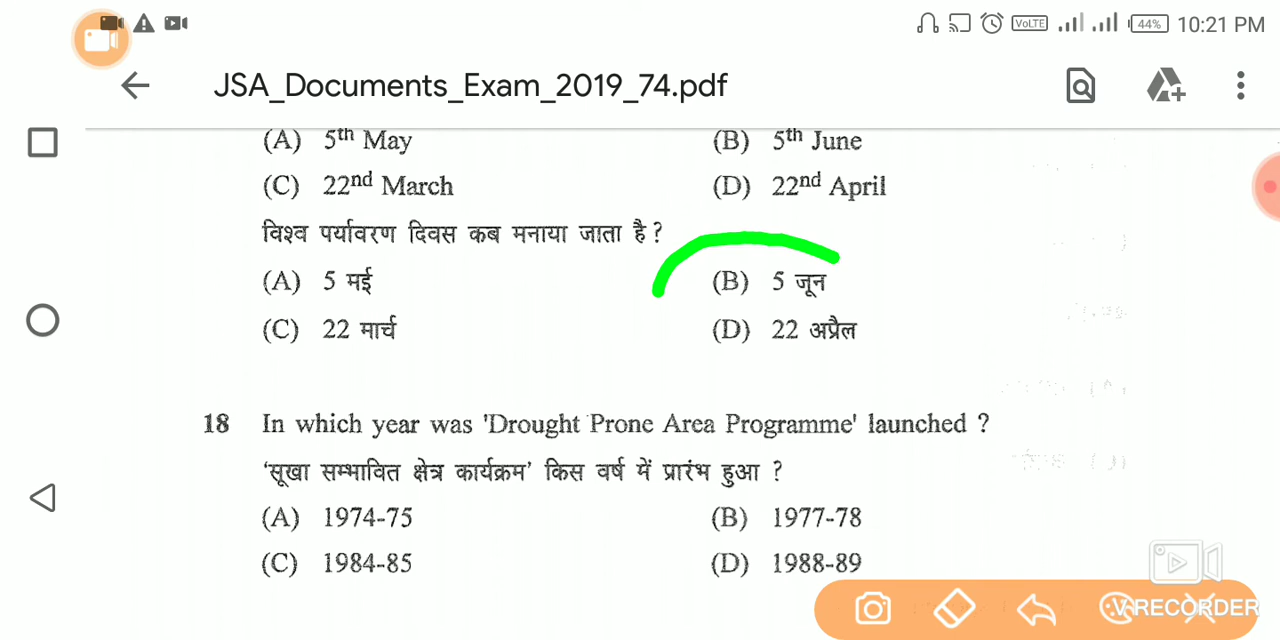 VoLTE 44% 10:21 PM
JSA_Documents_Exam_2019_74.pdf
(A) 5th May (B) 5th June
(C) 22nd March (D) 22nd April
विश्व पर्यावरण दिवस कब मनाया जाता है ?
(A) 5 मई (B) 5 जून
(C) 22 मार्च (D) 22 अप्रैल
18 In which year was 'Drought Prone Area Programme' launched ?
'सूखा सम्भावित क्षेत्र कार्यक्रम' किस वर्ष में प्रारंभ हुआ ?
(A) 1974-75 (B) 1977-78
(C) 1984-85 (D) 1988-89
V RECORDER